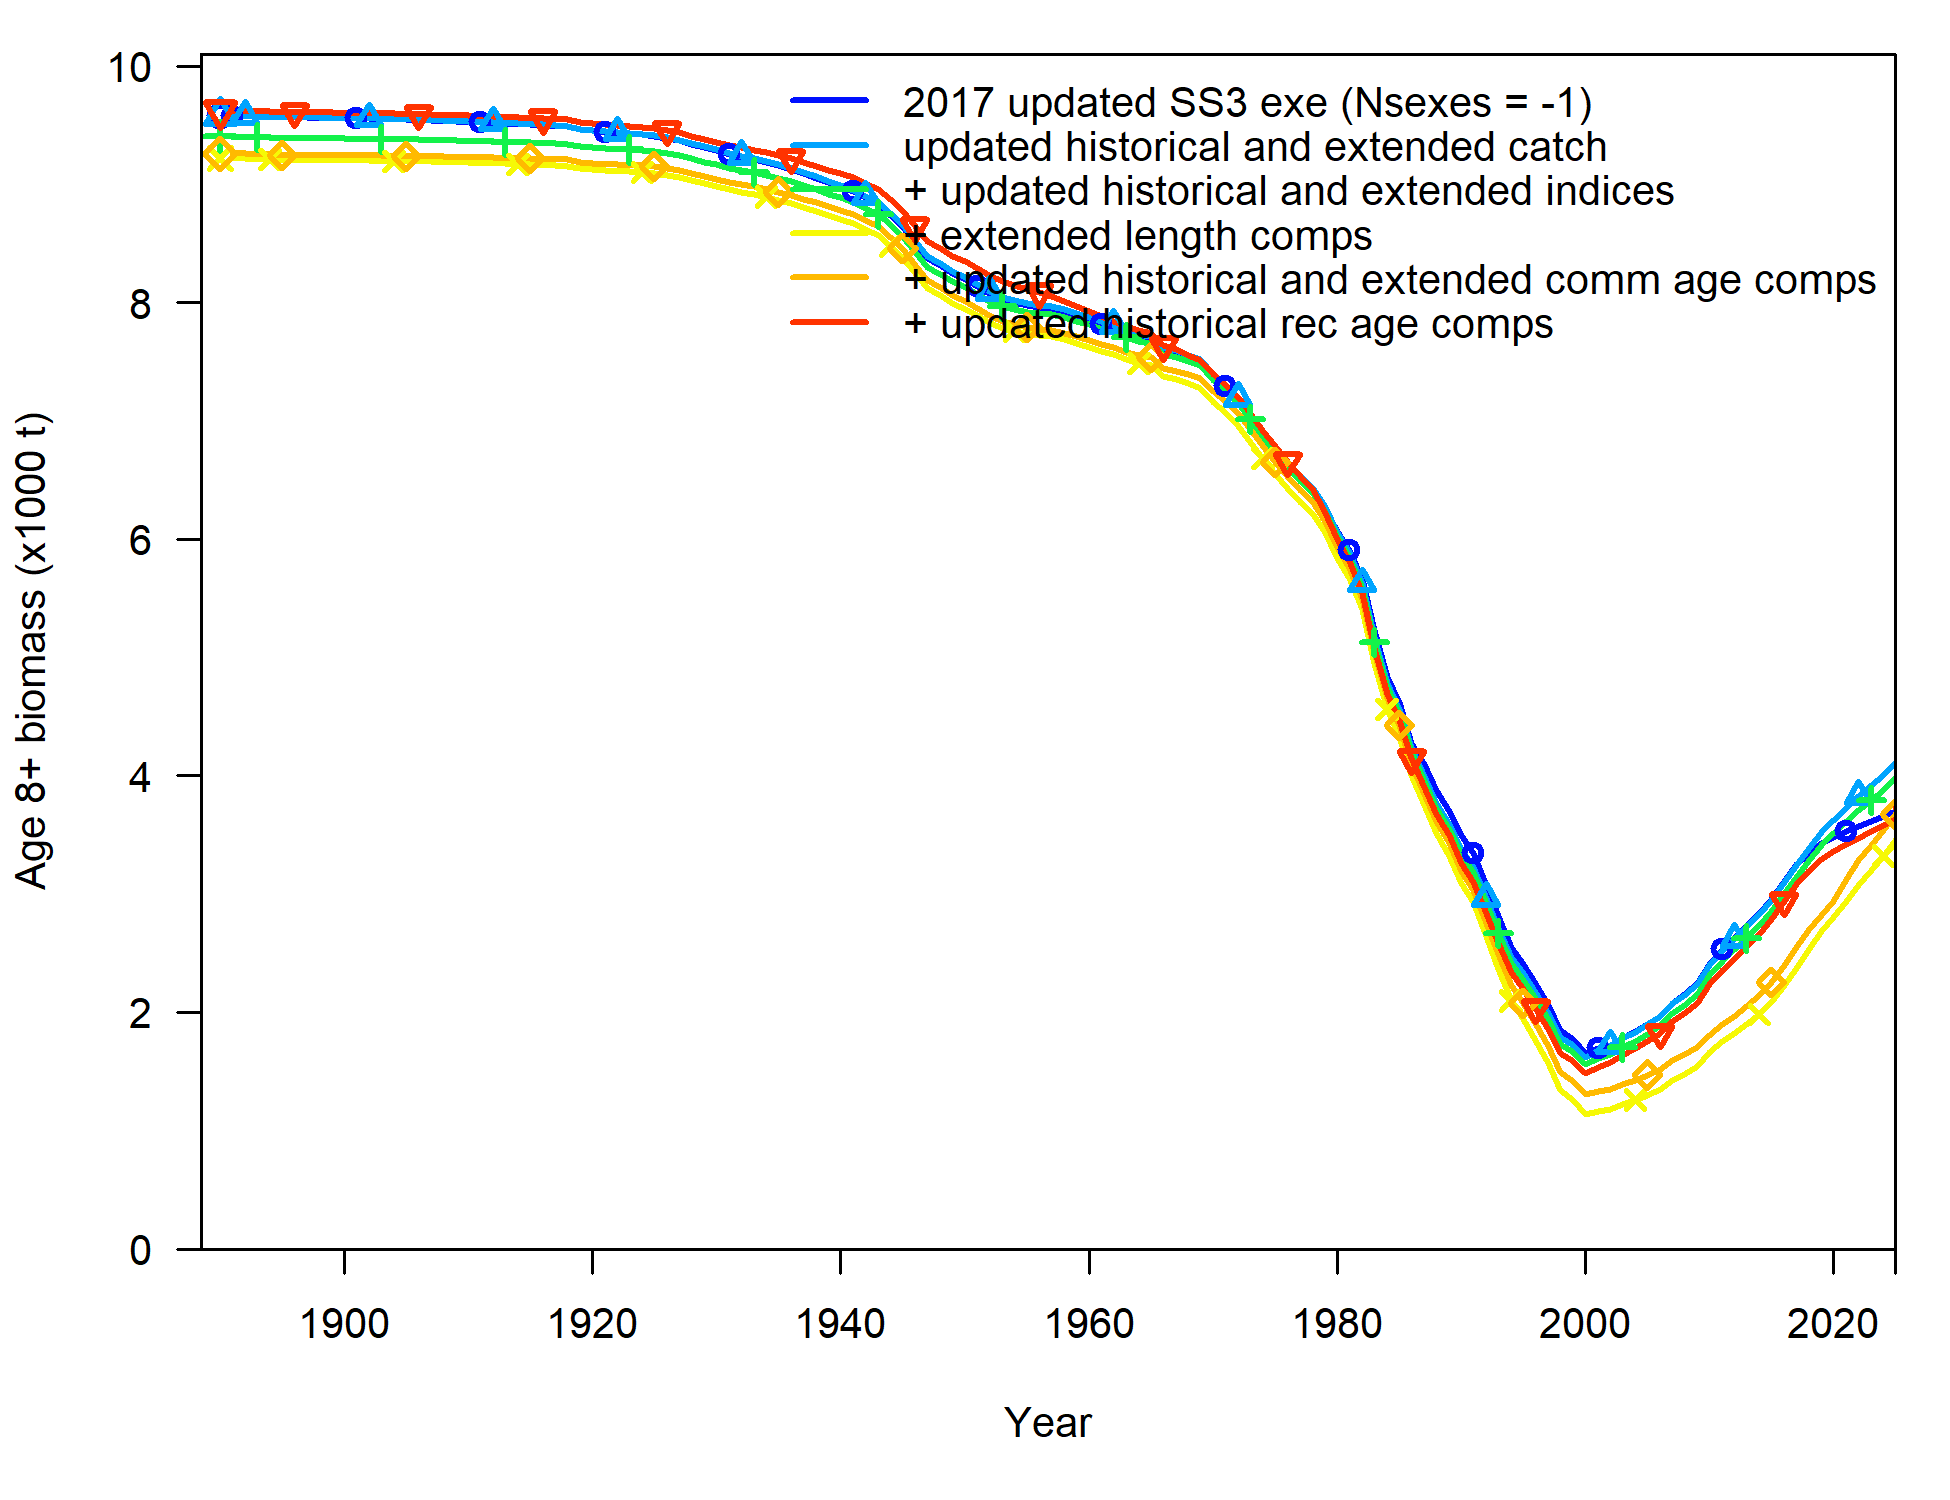 2017 updated SS3 exe (Nsexes = -1)
updated historical and extended catch
+ updated historical and extended indices
+ extended length comps
+ updated historical and extended comm age comps
+ updated historical rec age comps
Age 8+ biomass (x1000 t)
10
8
6
4
2
0
1900 1920 1940 1960 1980 2000 2020
Year